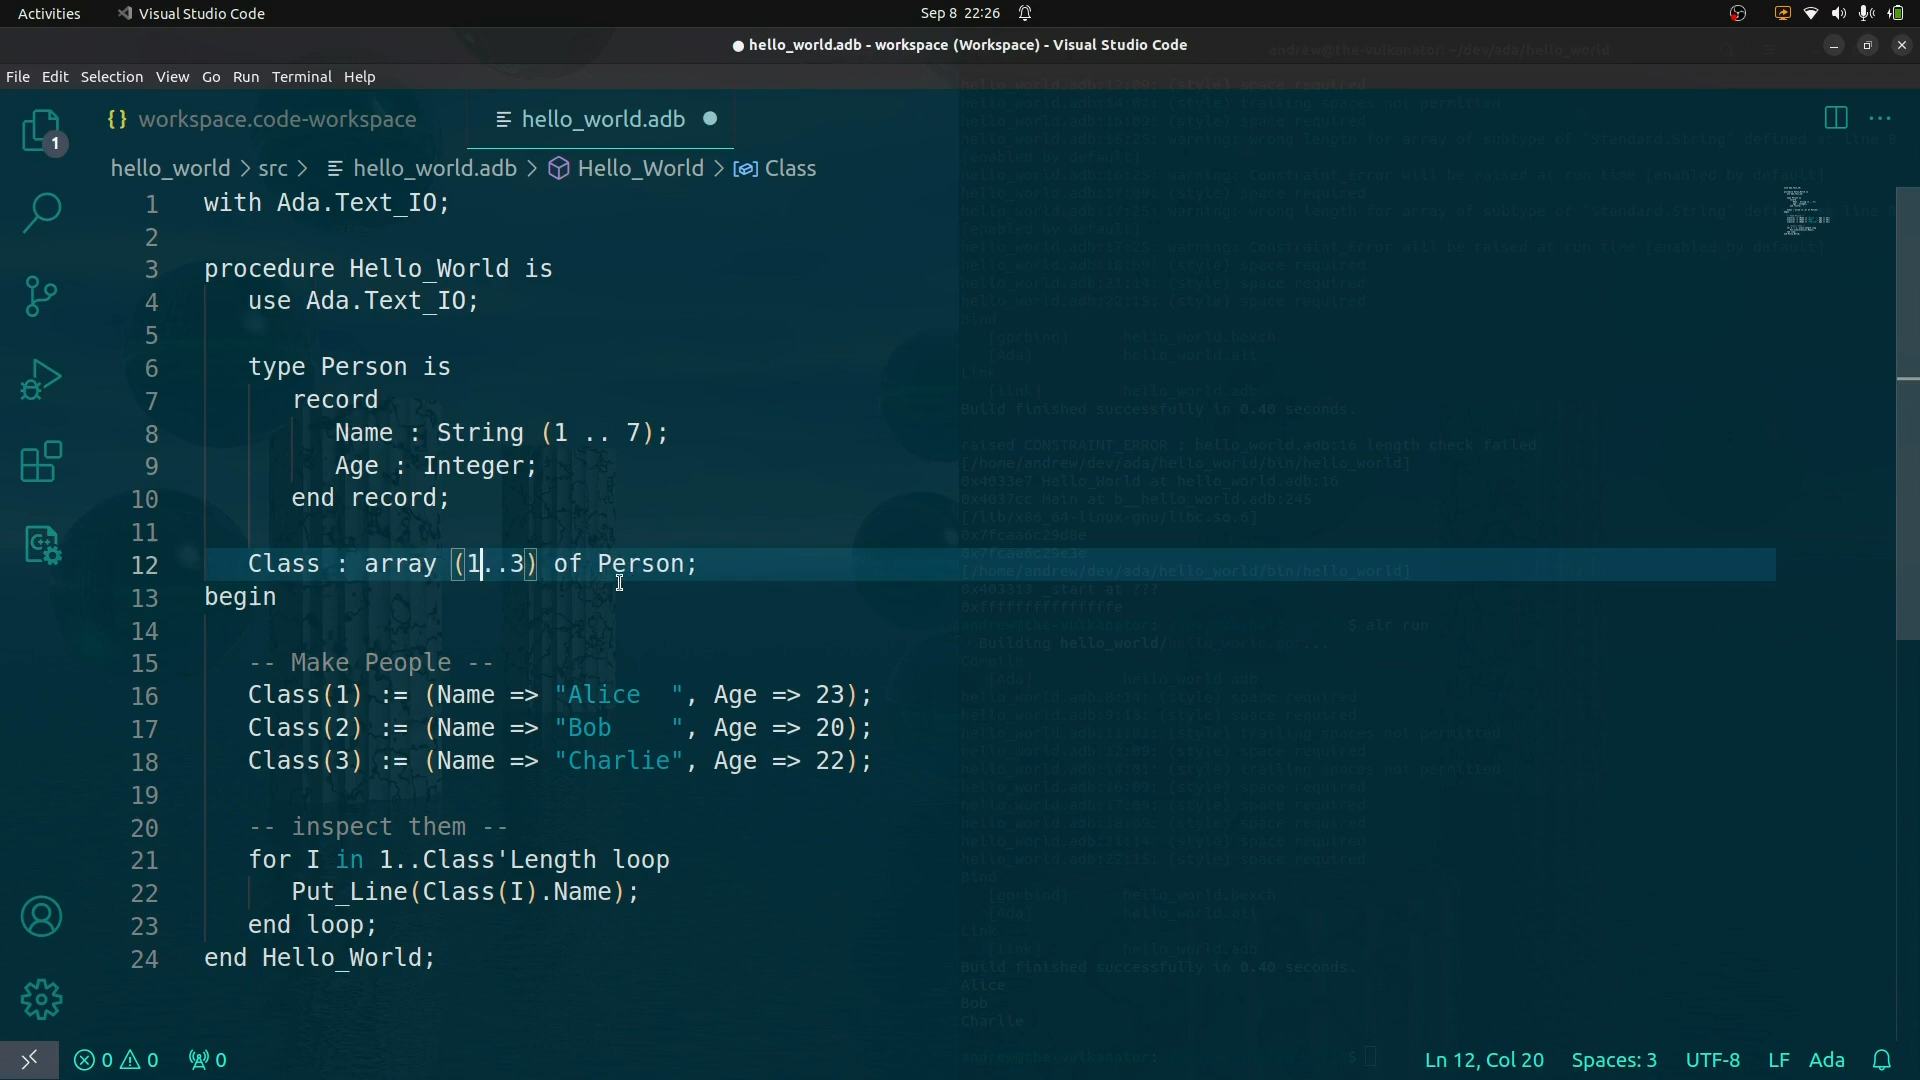 Activities Visual Studio Code Sep 8 22:26
● hello_world.adb - workspace (Workspace) - Visual Studio Code
File Edit Selection View Go Run Terminal Help
{} workspace.code-workspace hello_world.adb
1
hello_world > src > hello_world.adb > Hello_World > Class
1 with Ada.Text_IO;
2
3 procedure Hello_World is
4 use Ada.Text_IO;
5
6 type Person is
7 record
8 Name : String (1 .. 7);
9 Age : Integer;
10 end record;
11
12 Class : array (1..3) of Person;
13 begin
14
15 -- Make People --
16 Class(1) := (Name => "Alice  ", Age => 23);
17 Class(2) := (Name => "Bob    ", Age => 20);
18 Class(3) := (Name => "Charlie", Age => 22);
19
20 -- inspect them --
21 for I in 1..Class'Length loop
22 Put_Line(Class(I).Name);
23 end loop;
24 end Hello_World;
Build finished successfully in 0.40 seconds.
raised CONSTRAINT_ERROR : hello_world.adb:16 length check failed
[/home/andrew/dev/ada/hello_world/bin/hello_world]
$ alr run
Build finished successfully in 0.40 seconds.
Alice
Bob
Charlie
0 0 0 Ln 12, Col 20 Spaces: 3 UTF-8 LF Ada